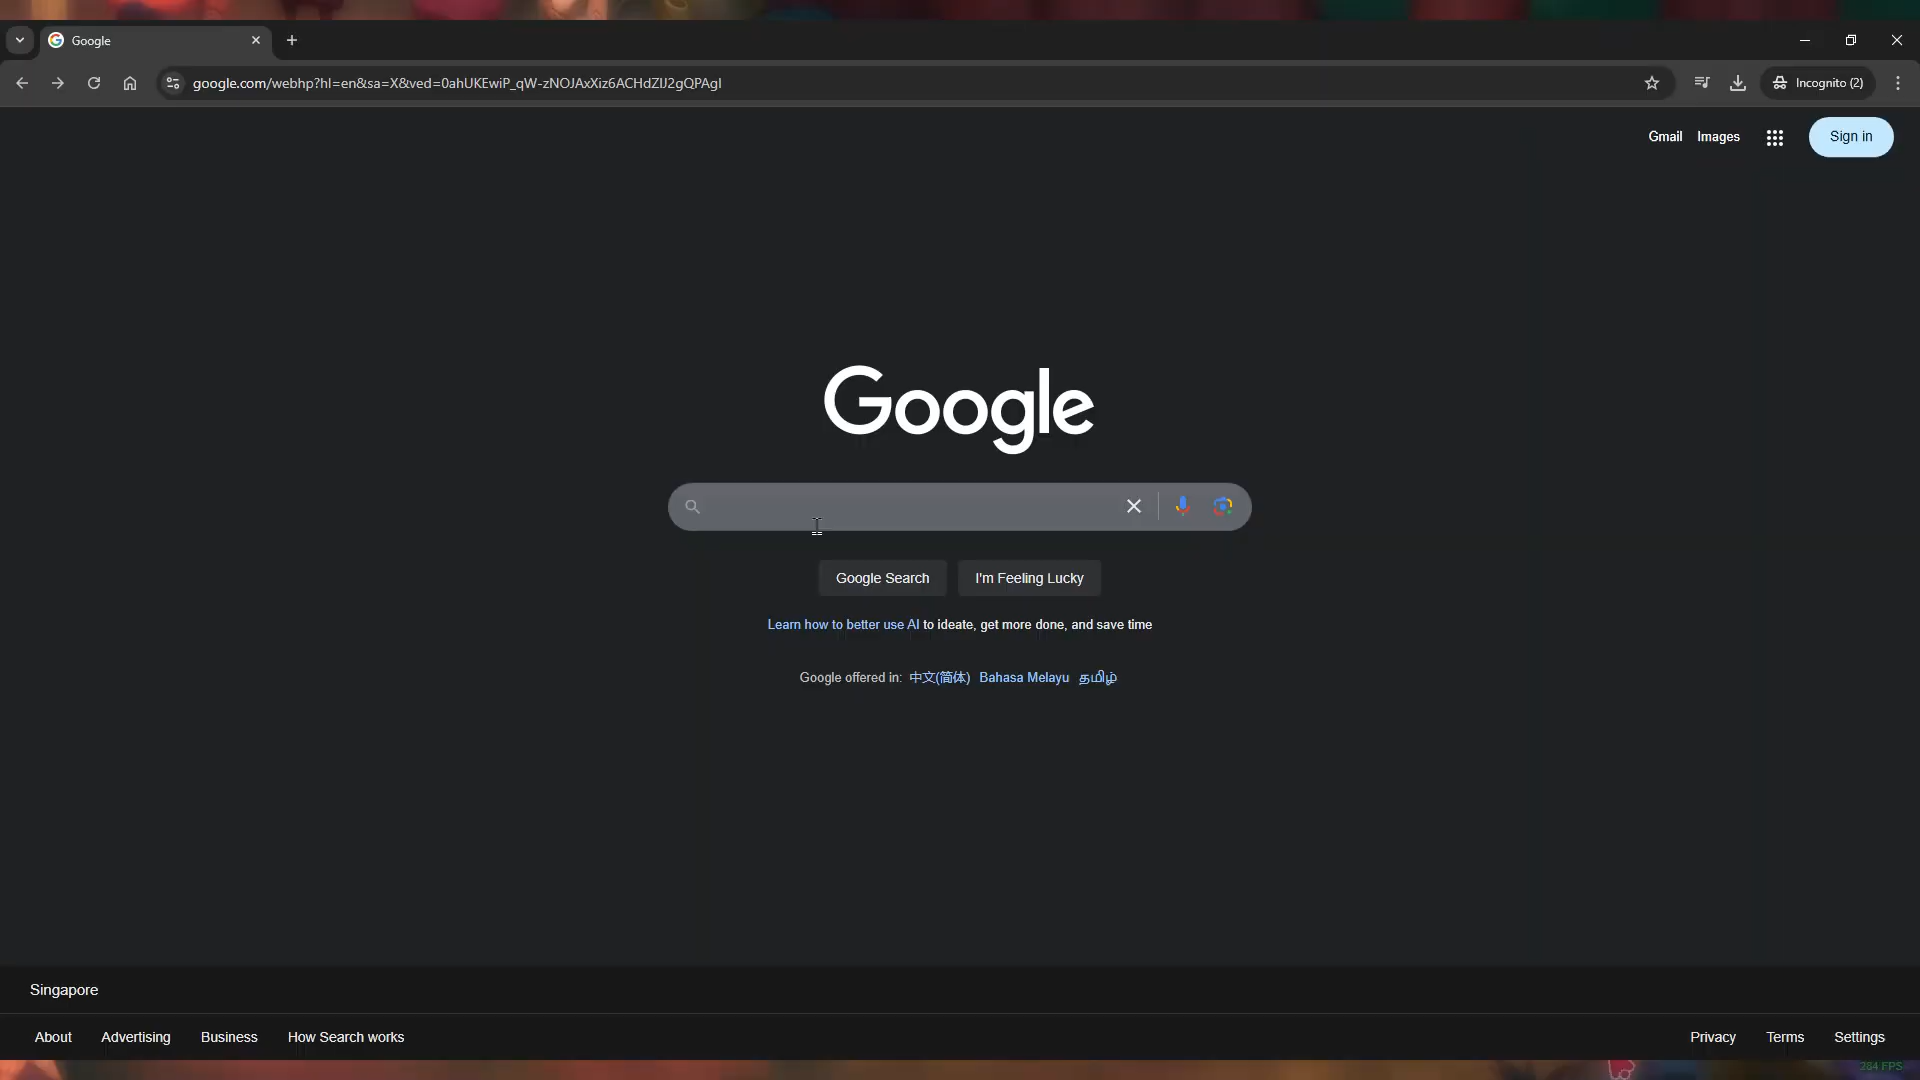 Google
google.com/webhp?hl=en&sa=X&ved=0ahUKEwiP_qW-zNOJAxXiz6ACHdZIJ2gQPAgI
Incognito (2)
Gmail Images Sign in
Google
Google Search I'm Feeling Lucky
Learn how to better use AI to ideate, get more done, and save time
Google offered in: 中文(简体) Bahasa Melayu தமிழ்
Singapore
About Advertising Business How Search works Privacy Terms Settings
284 FPS